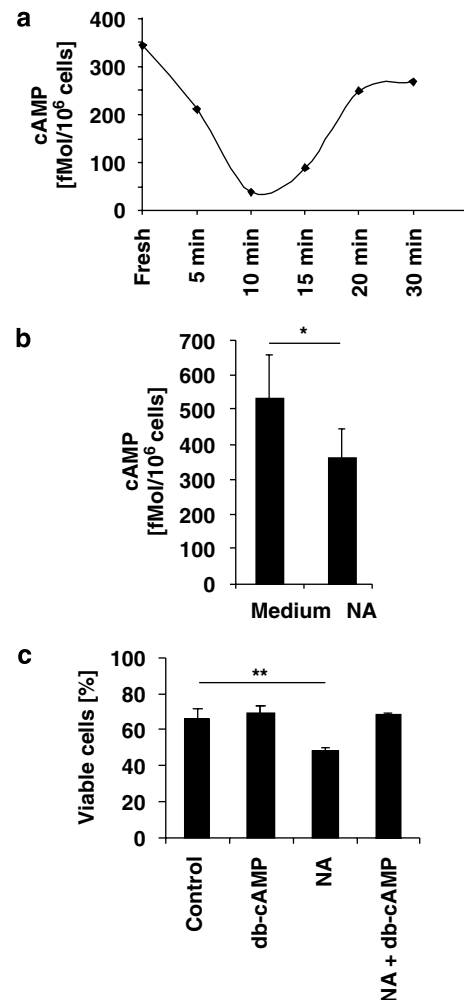 a
400
300
200
100
0
cAMP
[fMol/10⁶ cells]
Fresh
5 min
10 min
15 min
20 min
30 min
b
700
600
500
400
300
200
100
0
cAMP
[fMol/10⁶ cells]
*
Medium NA
c
100
80
60
40
20
0
Viable cells [%]
**
Control
db-cAMP
NA
NA + db-cAMP